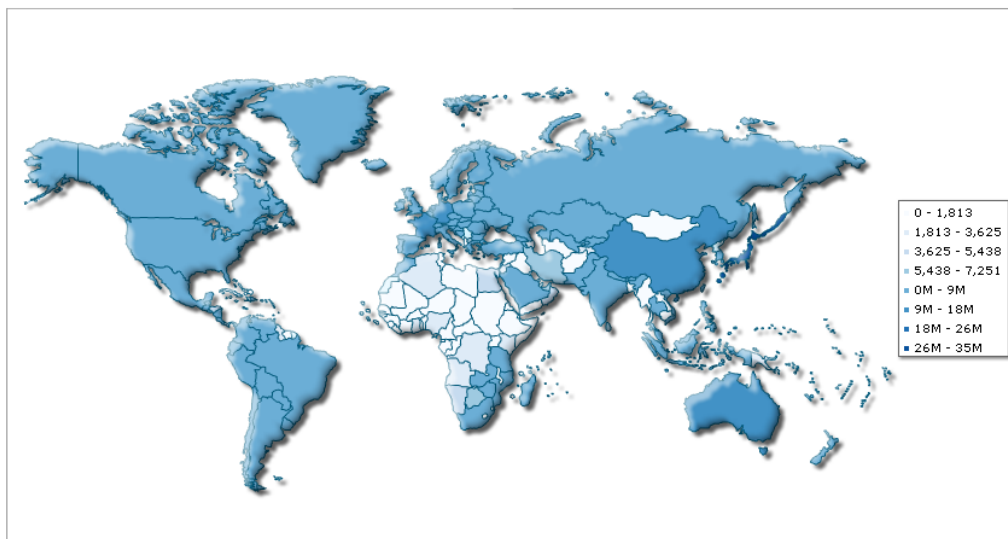 0 - 1,813
1,813 - 3,625
3,625 - 5,438
5,438 - 7,251
0M - 9M
9M - 18M
18M - 26M
26M - 35M